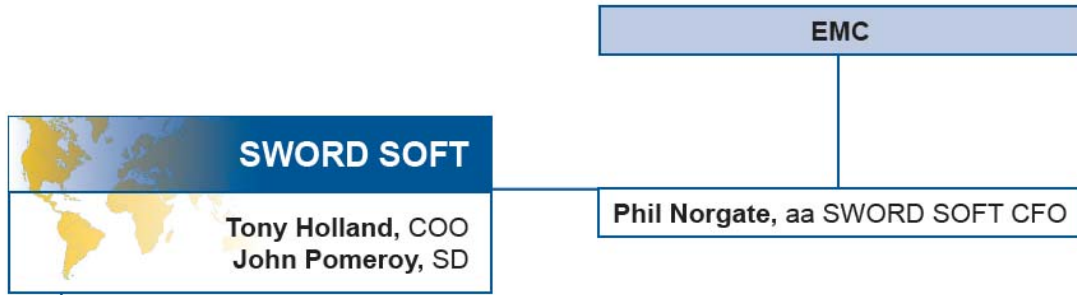 EMC
SWORD SOFT
Tony Holland, COO
John Pomeroy, SD
Phil Norgate, aa SWORD SOFT CFO